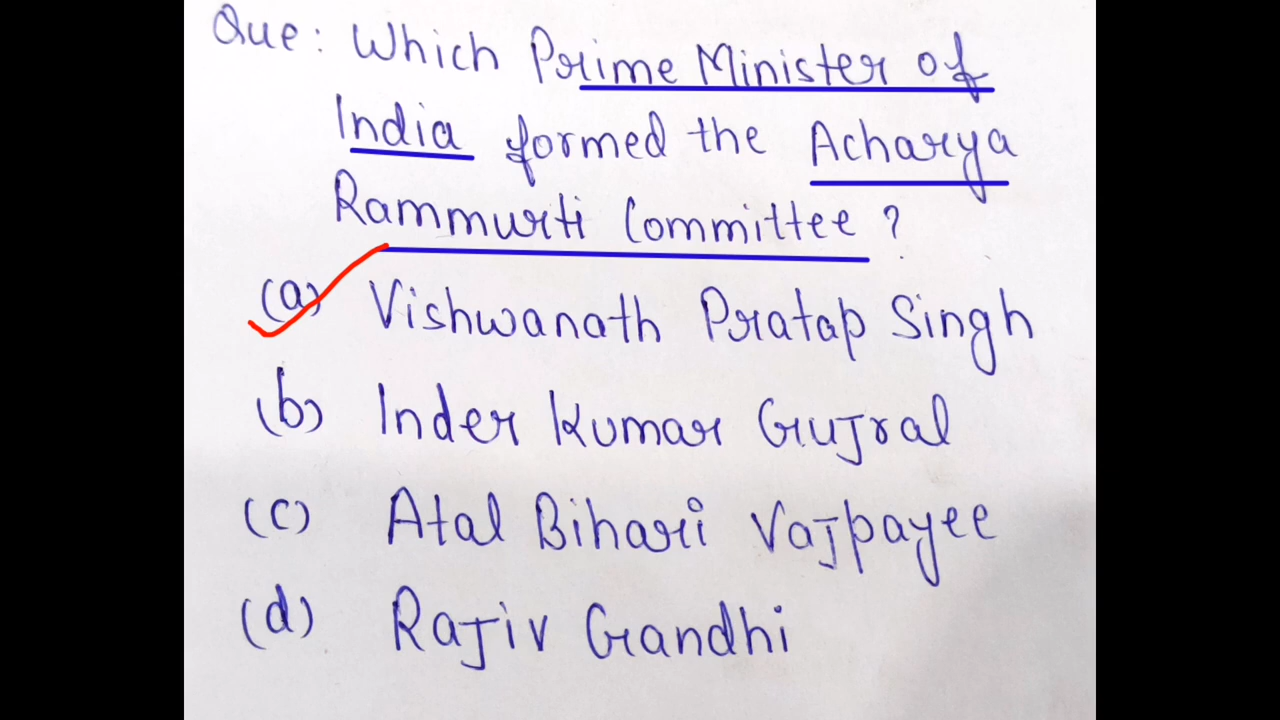 Que: Which Prime Minister of
India formed the Acharya
Rammurti Committee?
(a) Vishwanath Pratap Singh
(b) Inder Kumar Gujral
(c) Atal Bihari Vajpayee
(d) Rajiv Gandhi